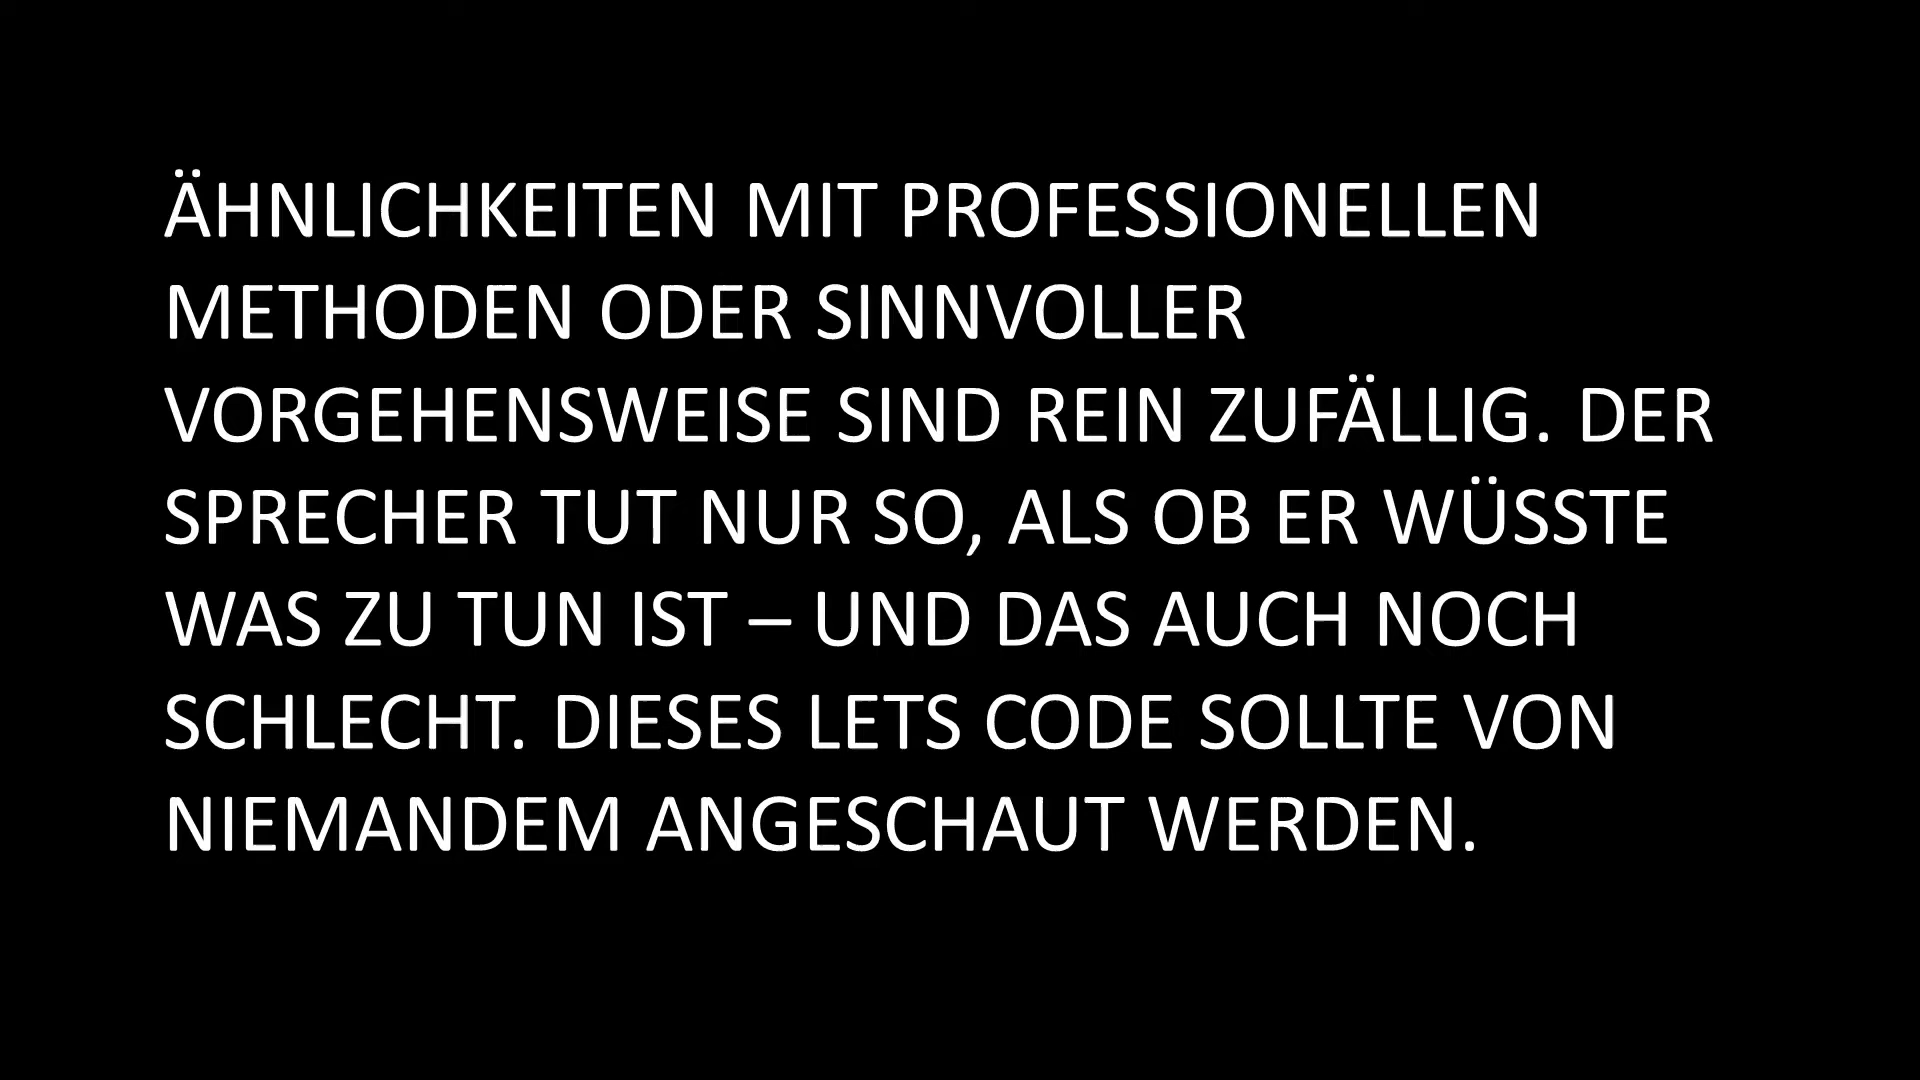 ÄHNLICHKEITEN MIT PROFESSIONELLEN
METHODEN ODER SINNVOLLER
VORGEHENSWEISE SIND REIN ZUFÄLLIG. DER
SPRECHER TUT NUR SO, ALS OB ER WÜSSTE
WAS ZU TUN IST – UND DAS AUCH NOCH
SCHLECHT. DIESES LETS CODE SOLLTE VON
NIEMANDEM ANGESCHAUT WERDEN.